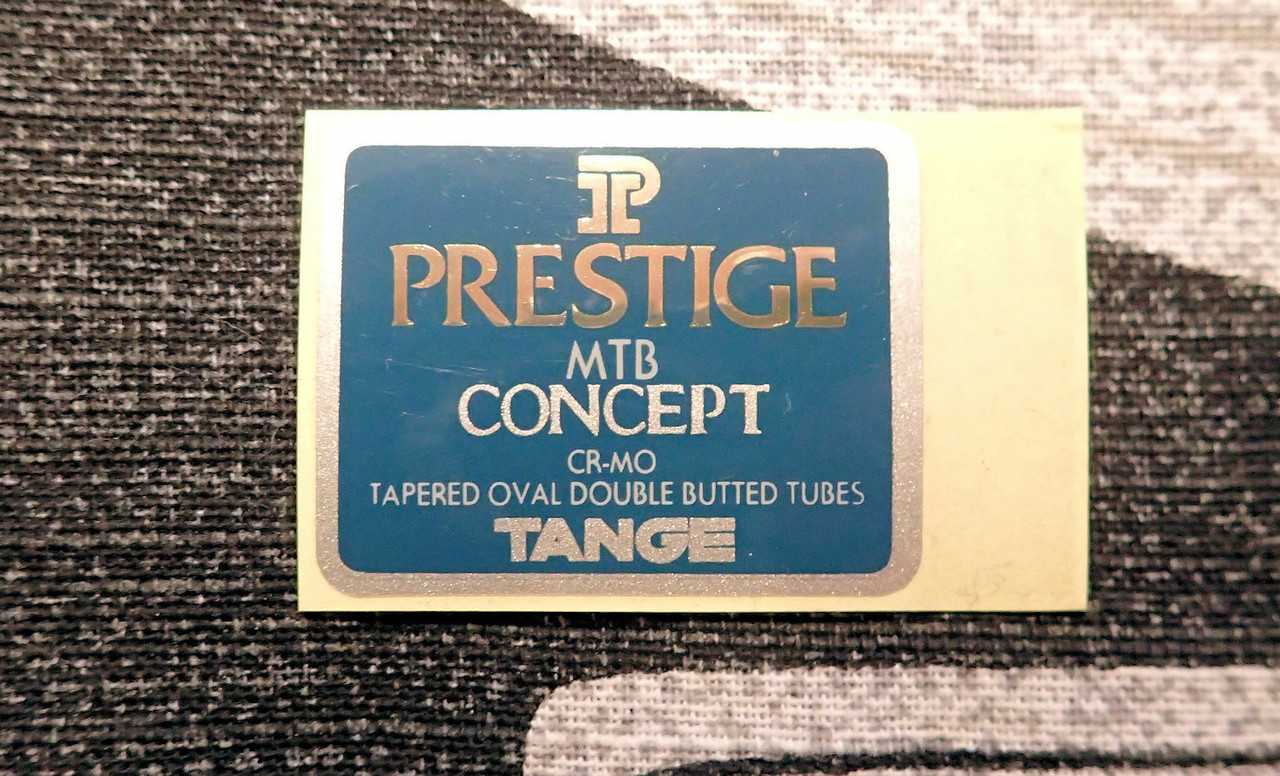 PRESTIGE
MTB
CONCEPT
CR-MO
TAPERED OVAL DOUBLE BUTTED TUBES
TANGE